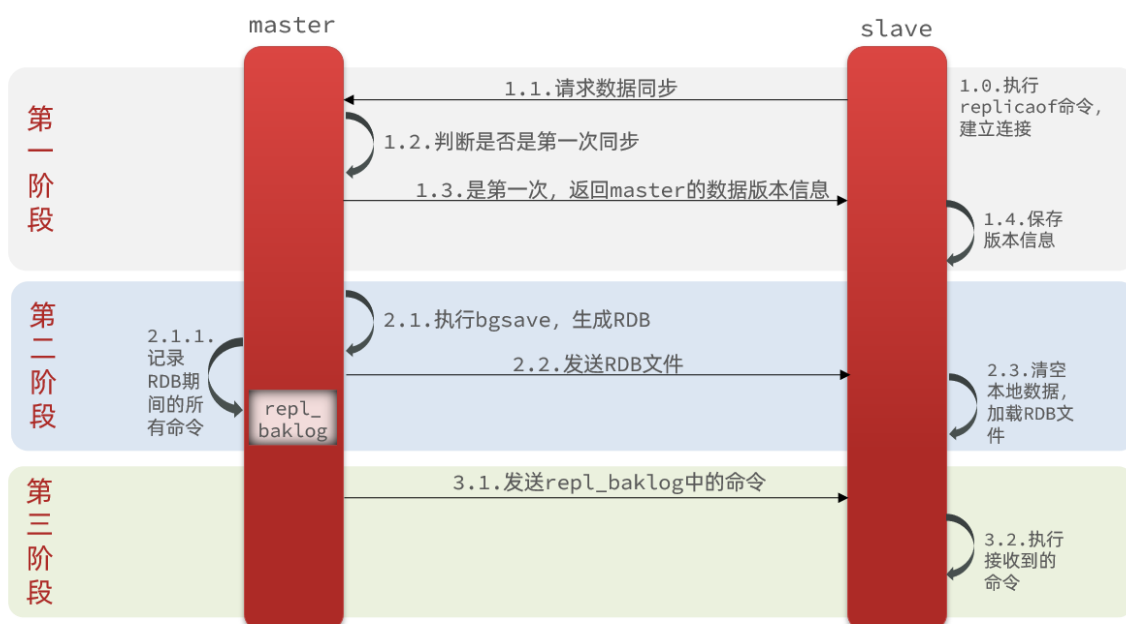 master
slave
第
一
阶
段
1.0.执行
replicaof命令，
建立连接
1.1.请求数据同步
1.2.判断是否是第一次同步
1.3.是第一次，返回master的数据版本信息
1.4.保存
版本信息
第
二
阶
段
2.1.执行bgsave，生成RDB
2.1.1.
记录
RDB期
间的所
有命令
repl_
baklog
2.2.发送RDB文件
2.3.清空
本地数据，
加载RDB文
件
第
三
阶
段
3.1.发送repl_baklog中的命令
3.2.执行
接收到的
命令